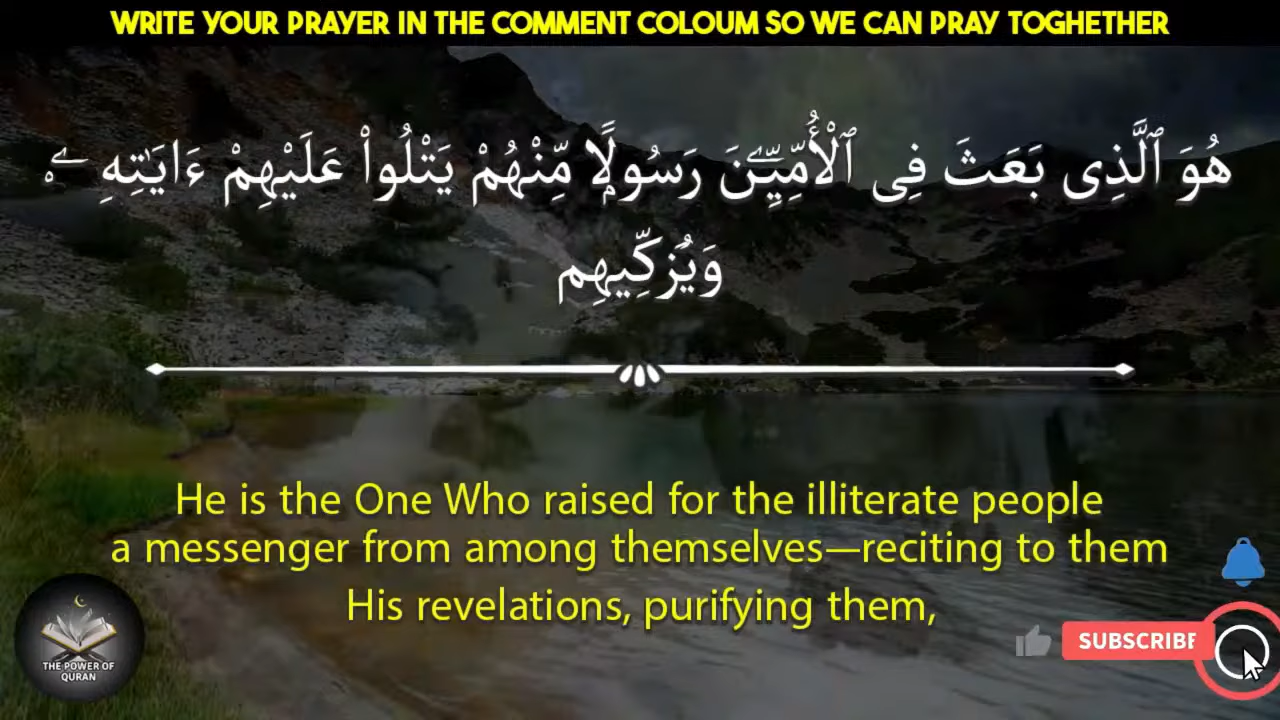 WRITE YOUR PRAYER IN THE COMMENT COLOUM SO WE CAN PRAY TOGHETHER
هُوَ ٱلَّذِى بَعَثَ فِى ٱلْأُمِّيِّـۧنَ رَسُولًۭا مِّنْهُمْ يَتْلُوا۟ عَلَيْهِمْ ءَايَـٰتِهِۦ
وَيُزَكِّيهِم
He is the One Who raised for the illiterate people
a messenger from among themselves—reciting to them
His revelations, purifying them,
THE POWER OF
QURAN
SUBSCRIBE